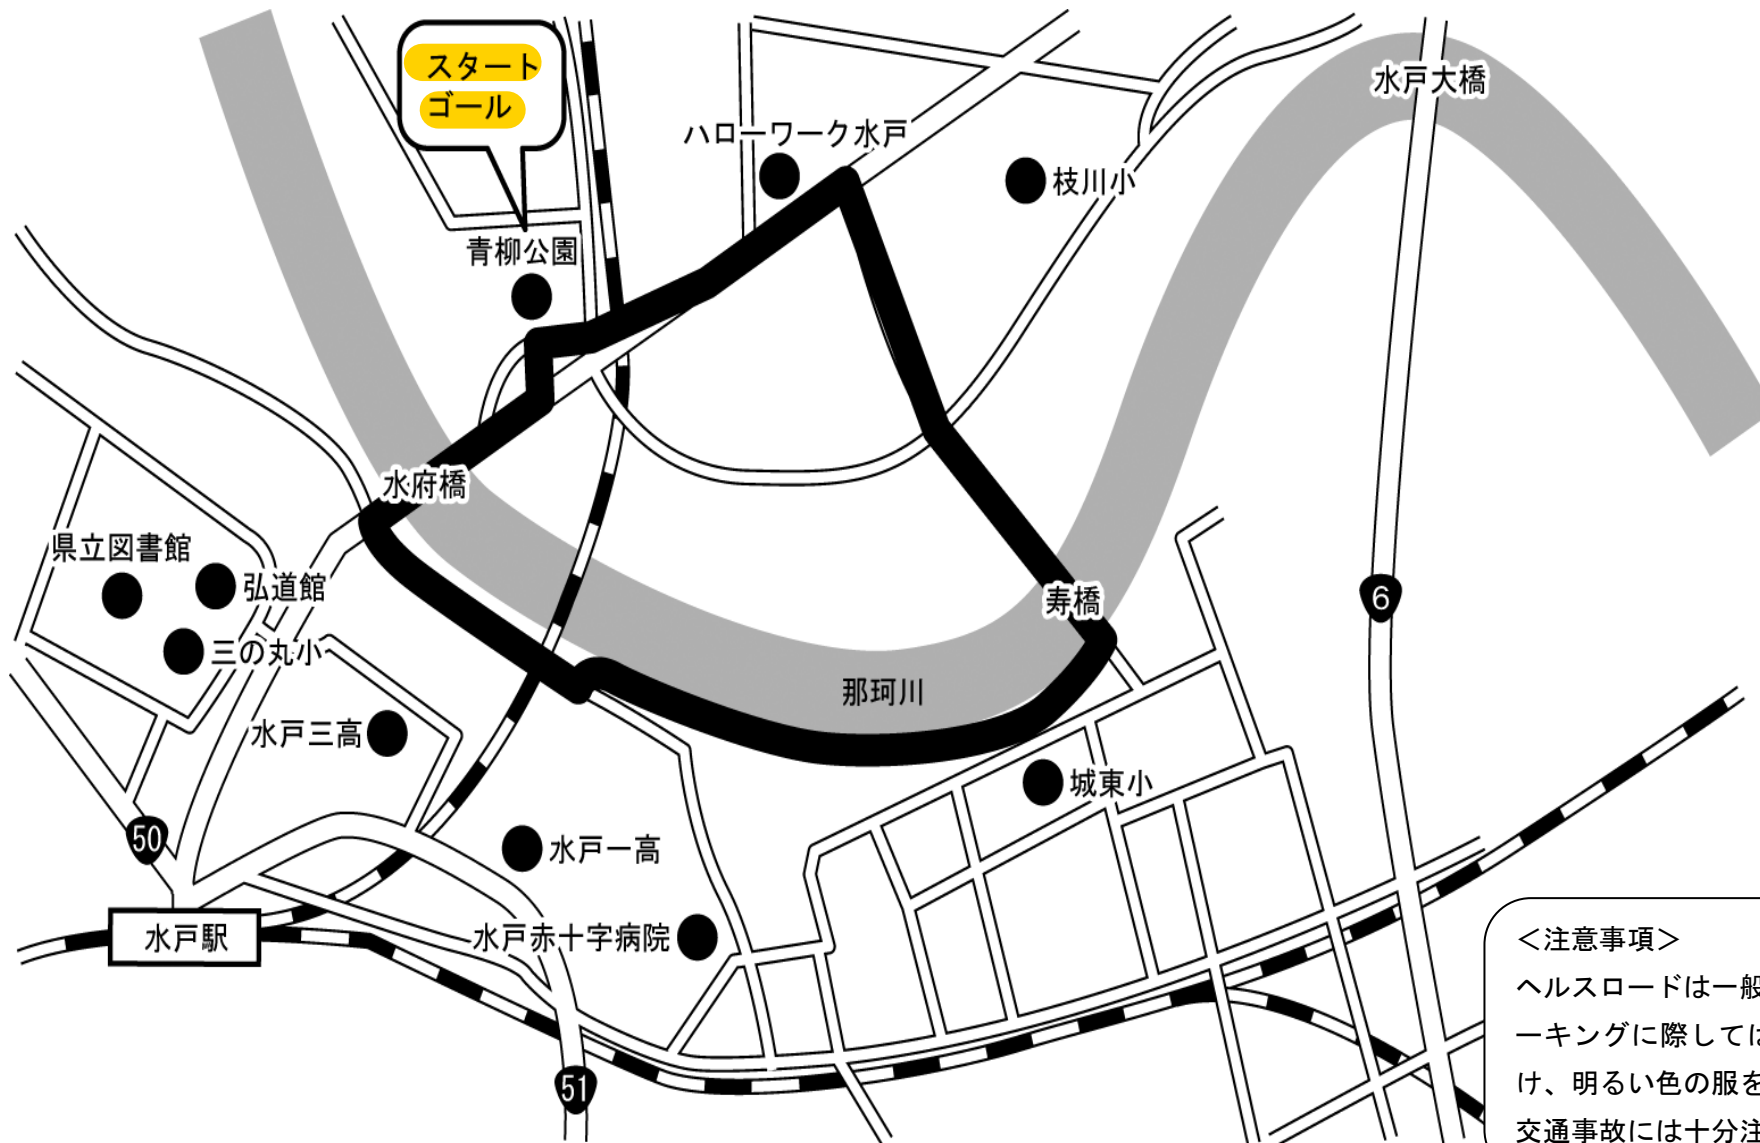 スタート
ゴール
水戸大橋
ハローワーク水戸
枝川小
青柳公園
水府橋
県立図書館
弘道館
三の丸小
寿橋
6
那珂川
水戸三高
城東小
50
水戸一高
水戸駅
水戸赤十字病院
51
＜注意事項＞
ヘルスロードは一般
ーキングに際しては
け、明るい色の服を
交通事故には十分注